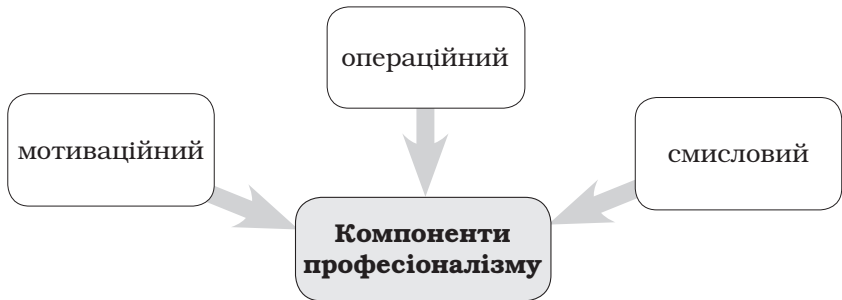 операційний
мотиваційний
смисловий
Компоненти
професіоналізму